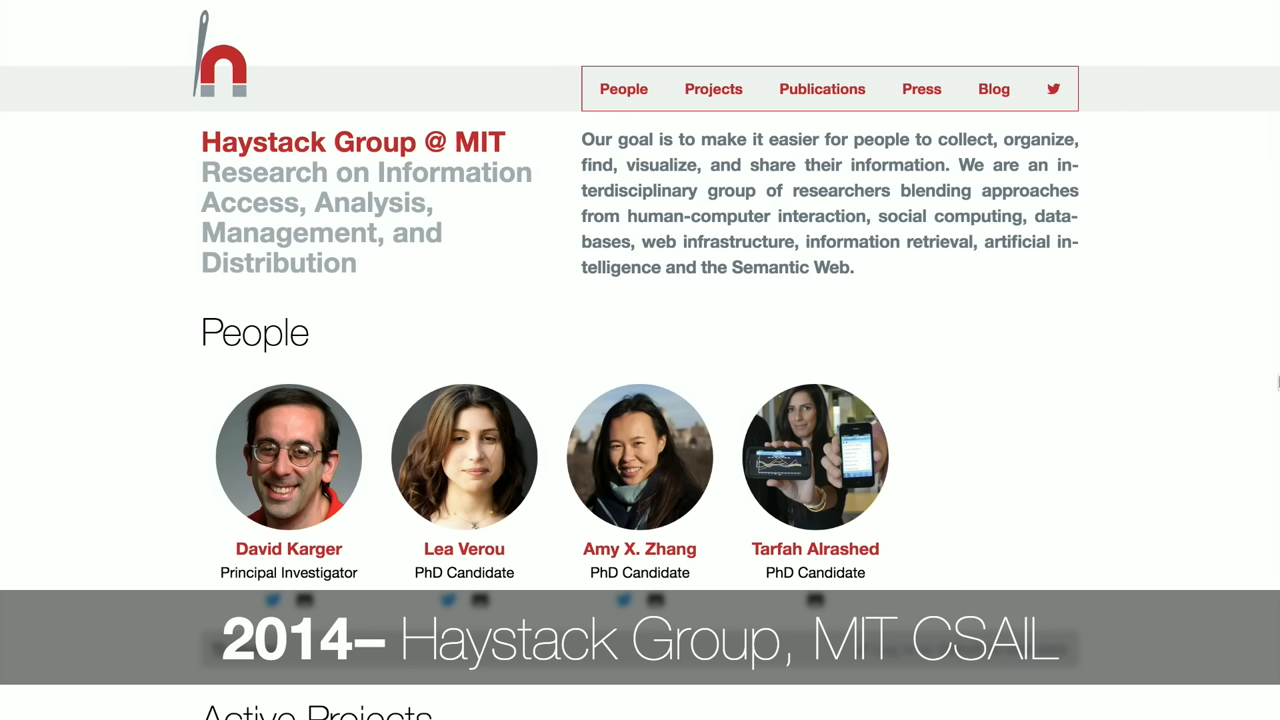 People Projects Publications Press Blog
Haystack Group @ MIT
Research on Information
Access, Analysis,
Management, and
Distribution
Our goal is to make it easier for people to collect, organize,
find, visualize, and share their information. We are an in-
terdisciplinary group of researchers blending approaches
from human-computer interaction, social computing, data-
bases, web infrastructure, information retrieval, artificial in-
telligence and the Semantic Web.
People
David Karger Lea Verou Amy X. Zhang Tarfah Alrashed
Principal Investigator PhD Candidate PhD Candidate PhD Candidate
2014– Haystack Group, MIT CSAIL
Active Projects